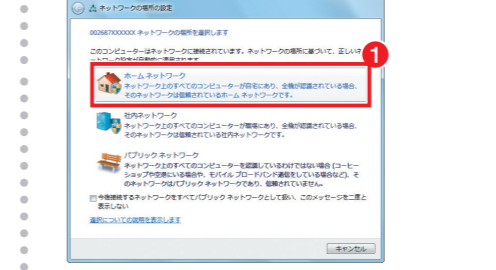 ネットワークの場所の設定
002687XXXXXX ネットワークの場所を選択します
このコンピューターはネットワークに接続されています。ネットワークの場所に基づいて、正しいネ
ットワーク設定が自動的に適用されます。
1
ホーム ネットワーク
ネットワーク上のすべてのコンピューターが自宅にあり、全機が認識されている場合、
そのネットワークは信頼されているホーム ネットワークです。
社内ネットワーク
ネットワーク上のすべてのコンピューターが職場にあり、全機が認識されている場合、
そのネットワークは信頼されている社内ネットワークです。
パブリック ネットワーク
ネットワーク上のすべてのコンピューターを認識しているわけではない場合 (コーヒー
ショップや空港にいる場合や、モバイル ブロードバンド通信をしている場合など)、そ
のネットワークはパブリック ネットワークであり、信頼されていません。
今後接続するネットワークをすべてパブリック ネットワークとして扱い、このメッセージを二度と
表示しない
選択についての説明を表示します
キャンセル